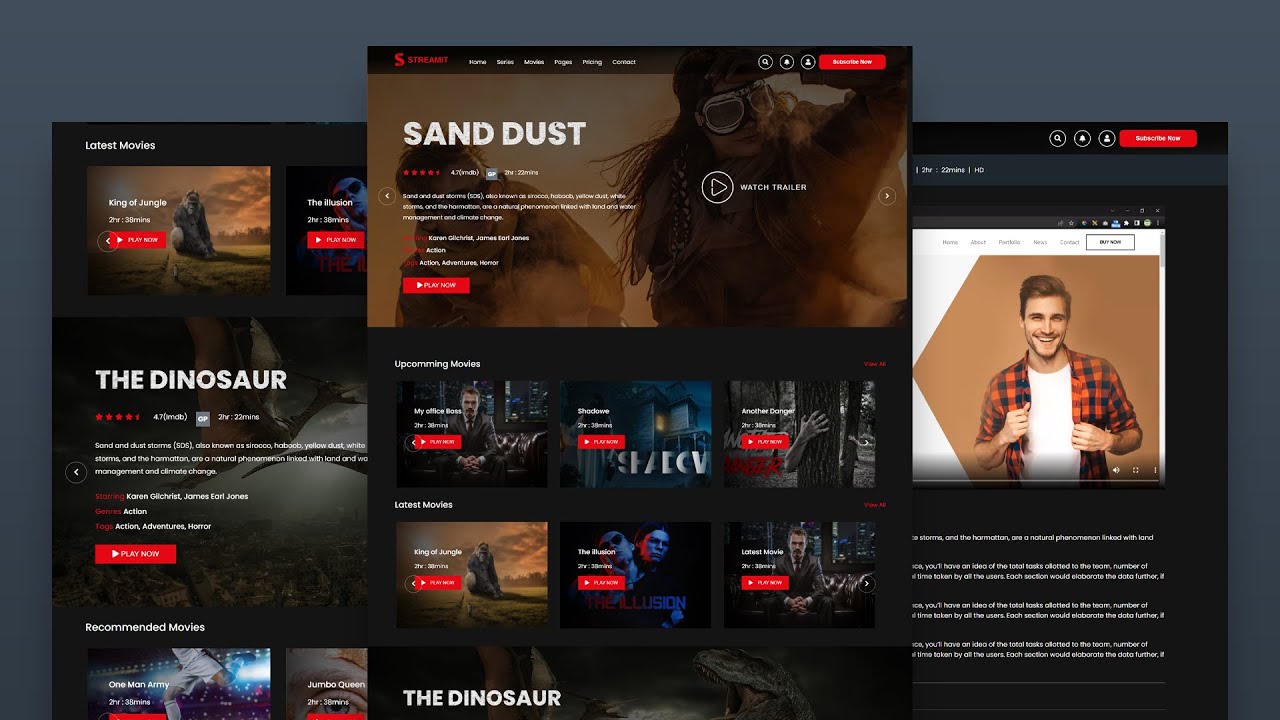 STREAMIT
Home Series Movies Pages Pricing Contact
Subscribe Now
SAND DUST
4.7(Imdb) GP 2hr : 22mins
Sand and dust storms (SDS), also known as sirocco, haboob, yellow dust, white
storms, and the harmattan, are a natural phenomenon linked with land and water
management and climate change.
Karen Gilchrist, James Earl Jones
Action
Action, Adventures, Horror
PLAY NOW
WATCH TRAILER
Upcomming Movies
View All
My office Boss
2hr : 38mins
PLAY NOW
Shadowe
2hr : 38mins
PLAY NOW
SHADOW
Another Danger
2hr : 38mins
PLAY NOW
Latest Movies
View All
King of Jungle
2hr : 38mins
PLAY NOW
The illusion
2hr : 38mins
PLAY NOW
THE ILLUSION
Latest Movie
2hr : 38mins
PLAY NOW
THE DINOSAUR
Latest Movies
King of Jungle
2hr : 38mins
PLAY NOW
The illusion
2hr : 38mins
PLAY NOW
THE DINOSAUR
4.7(Imdb) GP 2hr : 22mins
Sand and dust storms (SDS), also known as sirocco, haboob, yellow dust, white
storms, and the harmattan, are a natural phenomenon linked with land and wa
management and climate change.
Starring Karen Gilchrist, James Earl Jones
Genres Action
Tags Action, Adventures, Horror
PLAY NOW
Recommended Movies
One Man Army
2hr : 38mins
Jumbo Queen
2hr : 38mins
Subscribe Now
| 2hr : 22mins | HD
Home About Portfolio News Contact BUY NOW
te storms, and the harmattan, are a natural phenomenon linked with land
ce, you'll have an idea of the total tasks allotted to the team, number of
l time taken by all the users. Each section would elaborate the data further, if
ce, you'll have an idea of the total tasks allotted to the team, number of
l time taken by all the users. Each section would elaborate the data further, if
ce, you'll have an idea of the total tasks allotted to the team, number of
l time taken by all the users. Each section would elaborate the data further, if